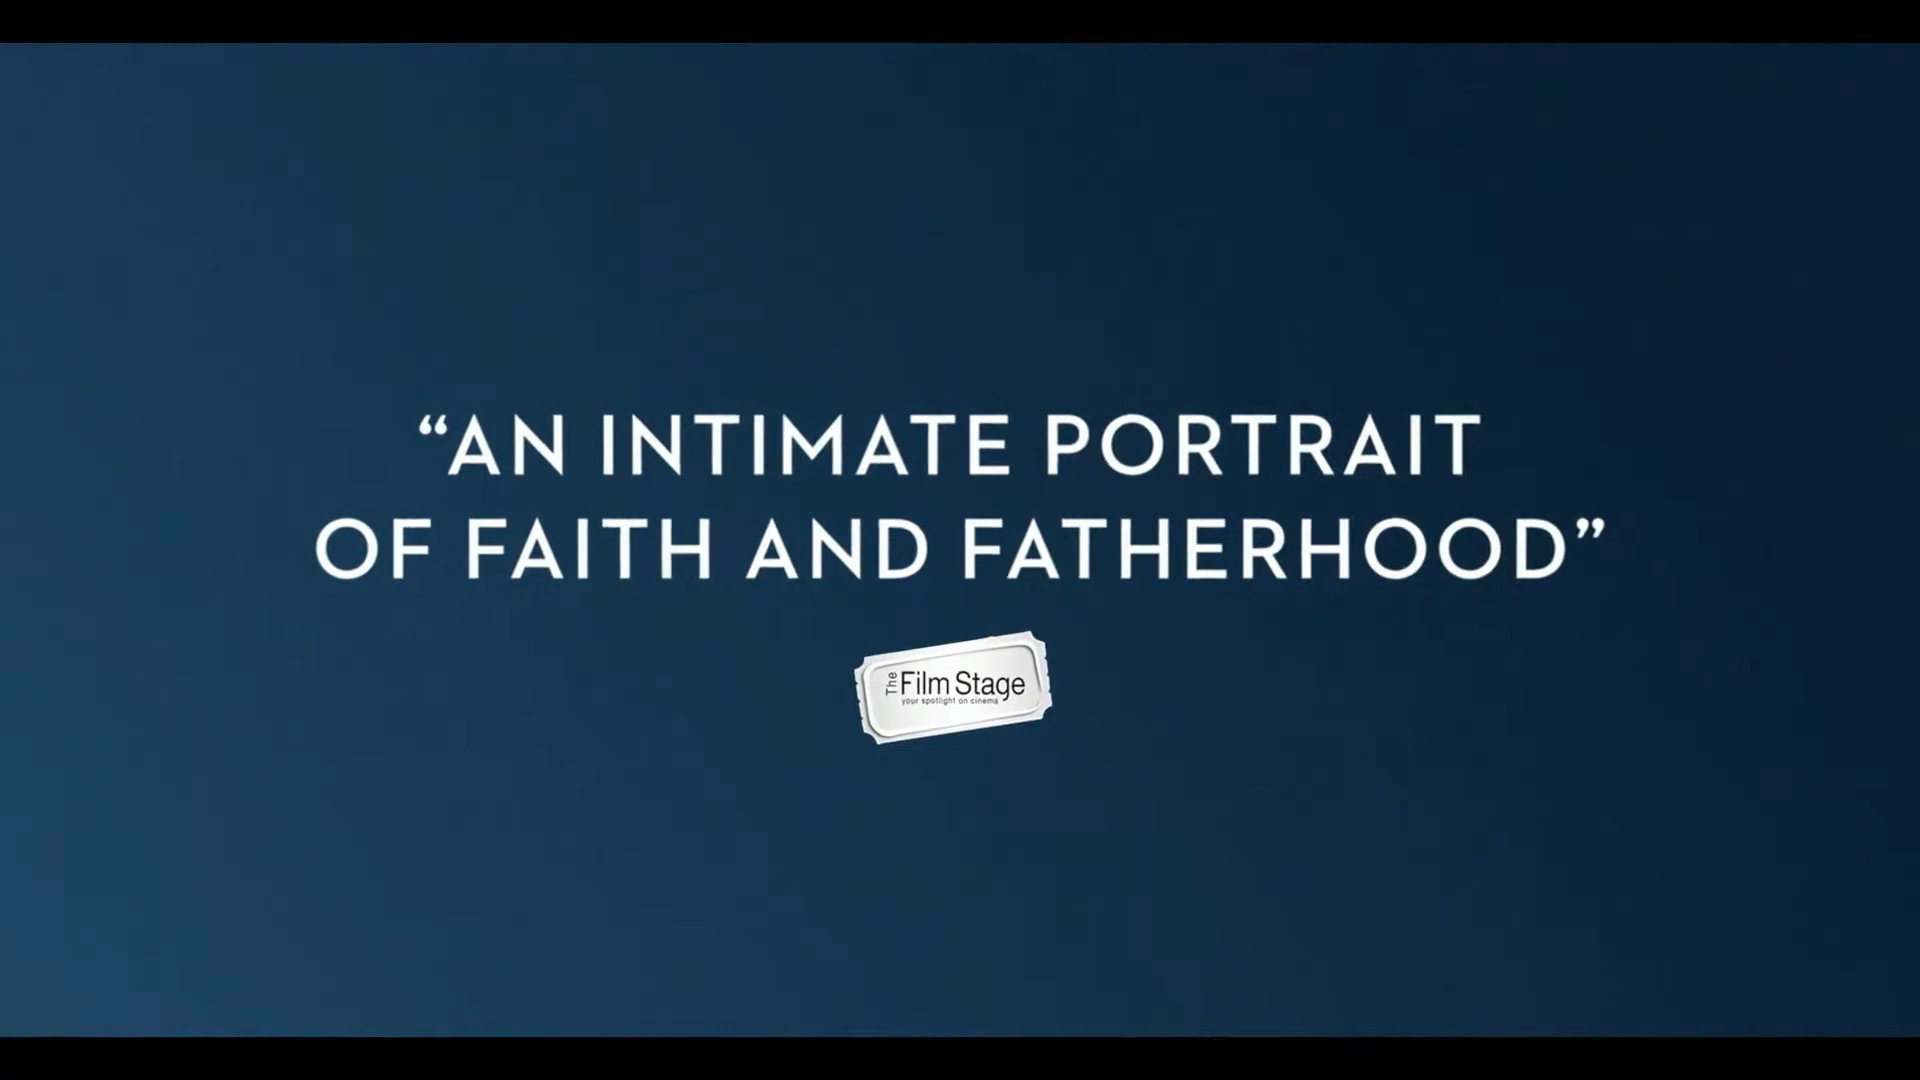 “AN INTIMATE PORTRAIT
OF FAITH AND FATHERHOOD”
The Film Stage
your spotlight on cinema